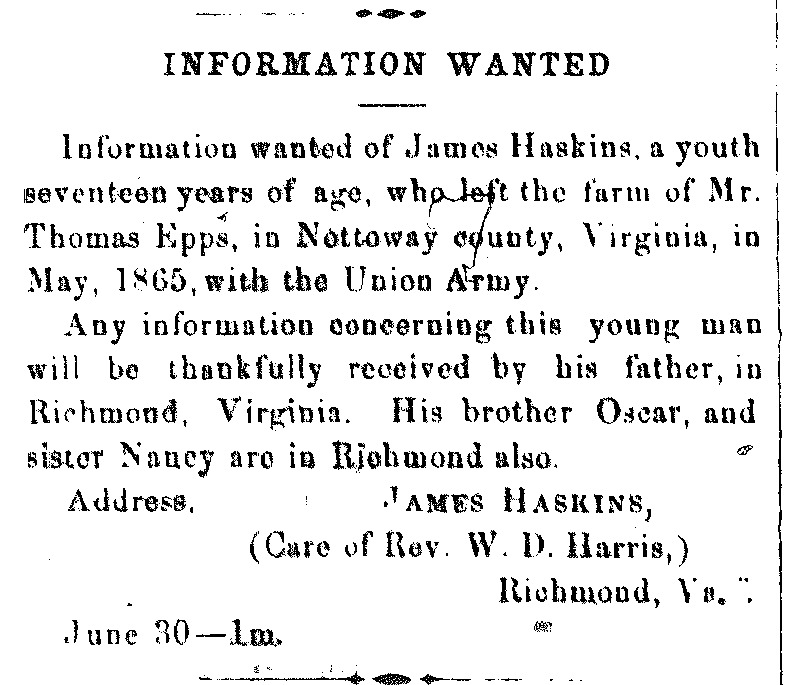 INFORMATION WANTED
Information wanted of James Haskins, a youth
seventeen years of age, who left the farm of Mr.
Thomas Epps, in Nottoway county, Virginia, in
May, 1865, with the Union Army.
Any information concerning this young man
will be thankfully received by his father, in
Richmond, Virginia. His brother Oscar, and
sister Nancy are in Richmond also.
Address, JAMES HASKINS,
(Care of Rev. W. D. Harris,)
Richmond, Va.
June 30—1m.